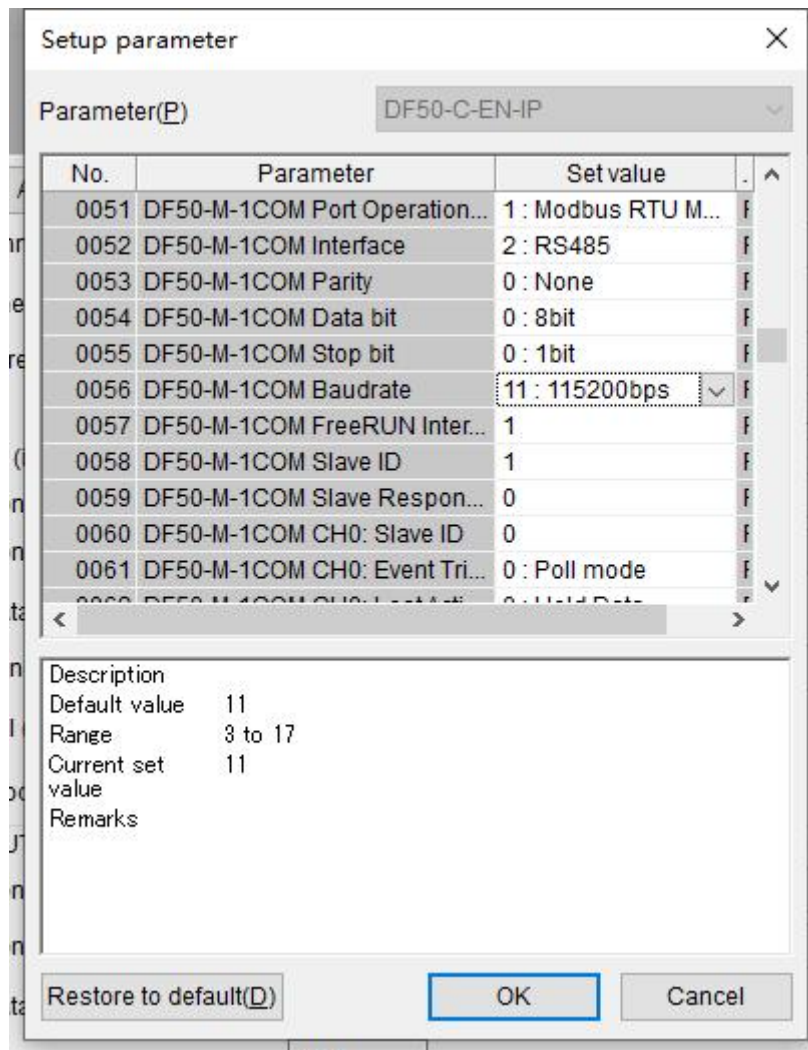 Setup parameter
Parameter(P) DF50-C-EN-IP
No. Parameter Set value .
0051 DF50-M-1COM Port Operation... 1 : Modbus RTU M...
0052 DF50-M-1COM Interface 2 : RS485
0053 DF50-M-1COM Parity 0 : None
0054 DF50-M-1COM Data bit 0 : 8bit
0055 DF50-M-1COM Stop bit 0 : 1bit
0056 DF50-M-1COM Baudrate 11 : 115200bps
0057 DF50-M-1COM FreeRUN Inter... 1
0058 DF50-M-1COM Slave ID 1
0059 DF50-M-1COM Slave Respon... 0
0060 DF50-M-1COM CH0: Slave ID 0
0061 DF50-M-1COM CH0: Event Tri... 0 : Poll mode
Description
Default value 11
Range 3 to 17
Current set value 11
Remarks
Restore to default(D) OK Cancel